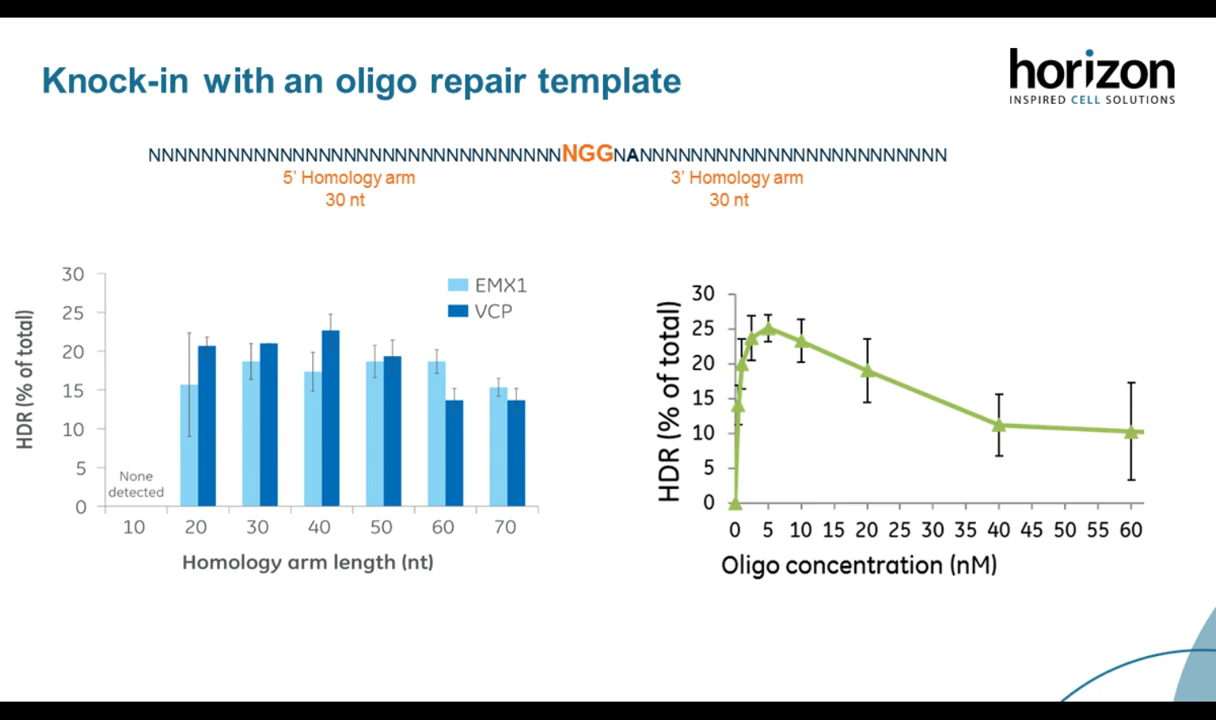 Knock-in with an oligo repair template
horizon
INSPIRED CELL SOLUTIONS
NNNNNNNNNNNNNNNNNNNNNNNNNNNNNNNNGGNANNNNNNNNNNNNNNNNNNNNNNN
5’ Homology arm
30 nt
3’ Homology arm
30 nt
HDR (% of total)
30
25
20
15
10
5
0
EMX1
VCP
None
detected
10 20 30 40 50 60 70
Homology arm length (nt)
HDR (% of total)
30
25
20
15
10
5
0
0 5 10 15 20 25 30 35 40 45 50 55 60
Oligo concentration (nM)